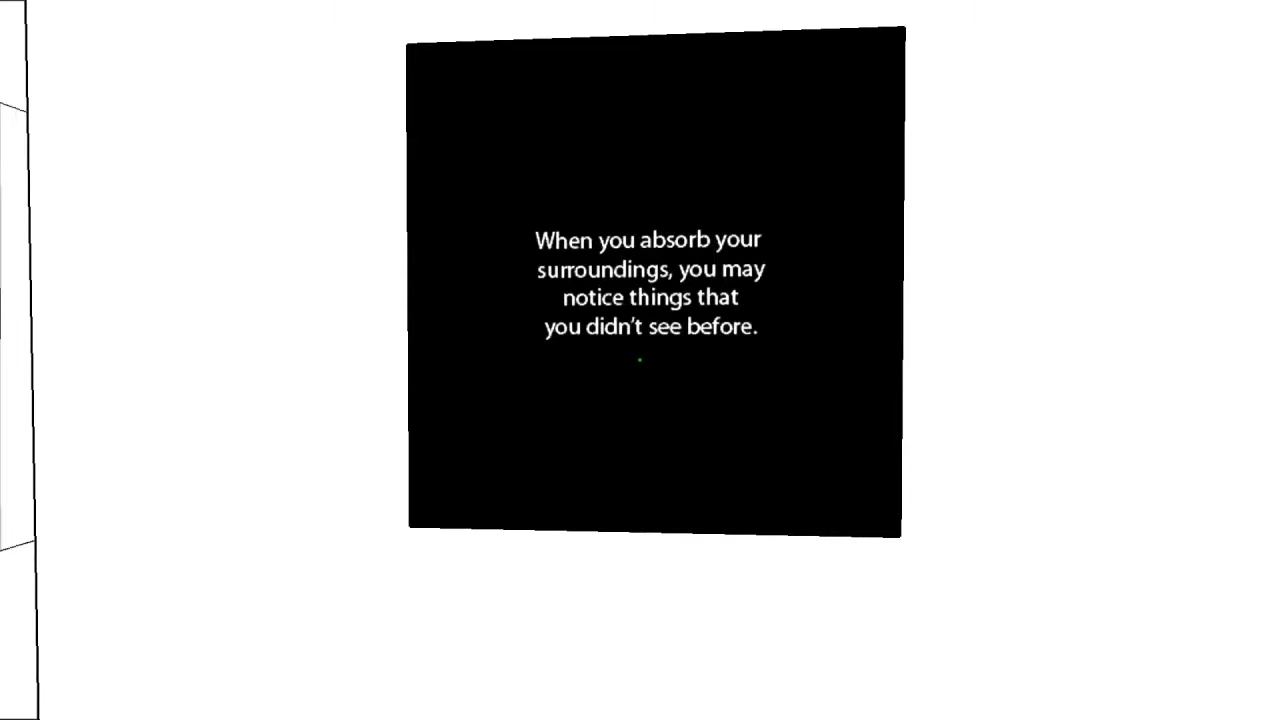 When you absorb your
surroundings, you may
notice things that
you didn't see before.